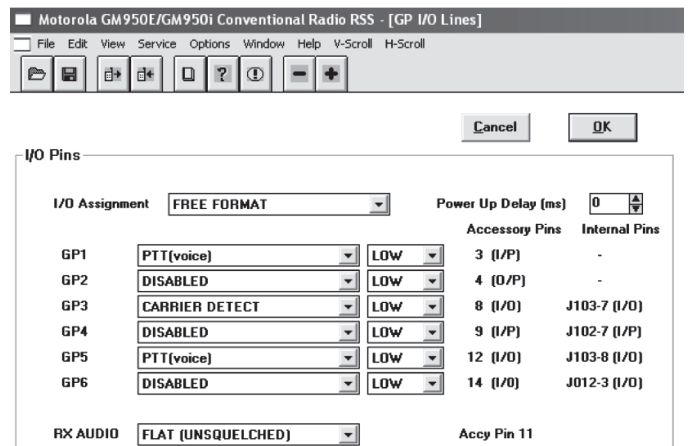 Motorola GM950E/GM950i Conventional Radio RSS - [GP I/O Lines]
File Edit View Service Options Window Help V-Scroll H-Scroll
Cancel OK
I/O Pins
I/O Assignment FREE FORMAT Power Up Delay (ms) 0
Accessory Pins Internal Pins
GP1 PTT(voice) LOW 3 (I/P) -
GP2 DISABLED LOW 4 (O/P) -
GP3 CARRIER DETECT LOW 8 (I/O) J103-7 (I/O)
GP4 DISABLED LOW 9 (I/P) J102-7 (I/P)
GP5 PTT(voice) LOW 12 (I/O) J103-8 (I/O)
GP6 DISABLED LOW 14 (I/O) J012-3 (I/O)
RX AUDIO FLAT (UNSQUELCHED) Accy Pin 11